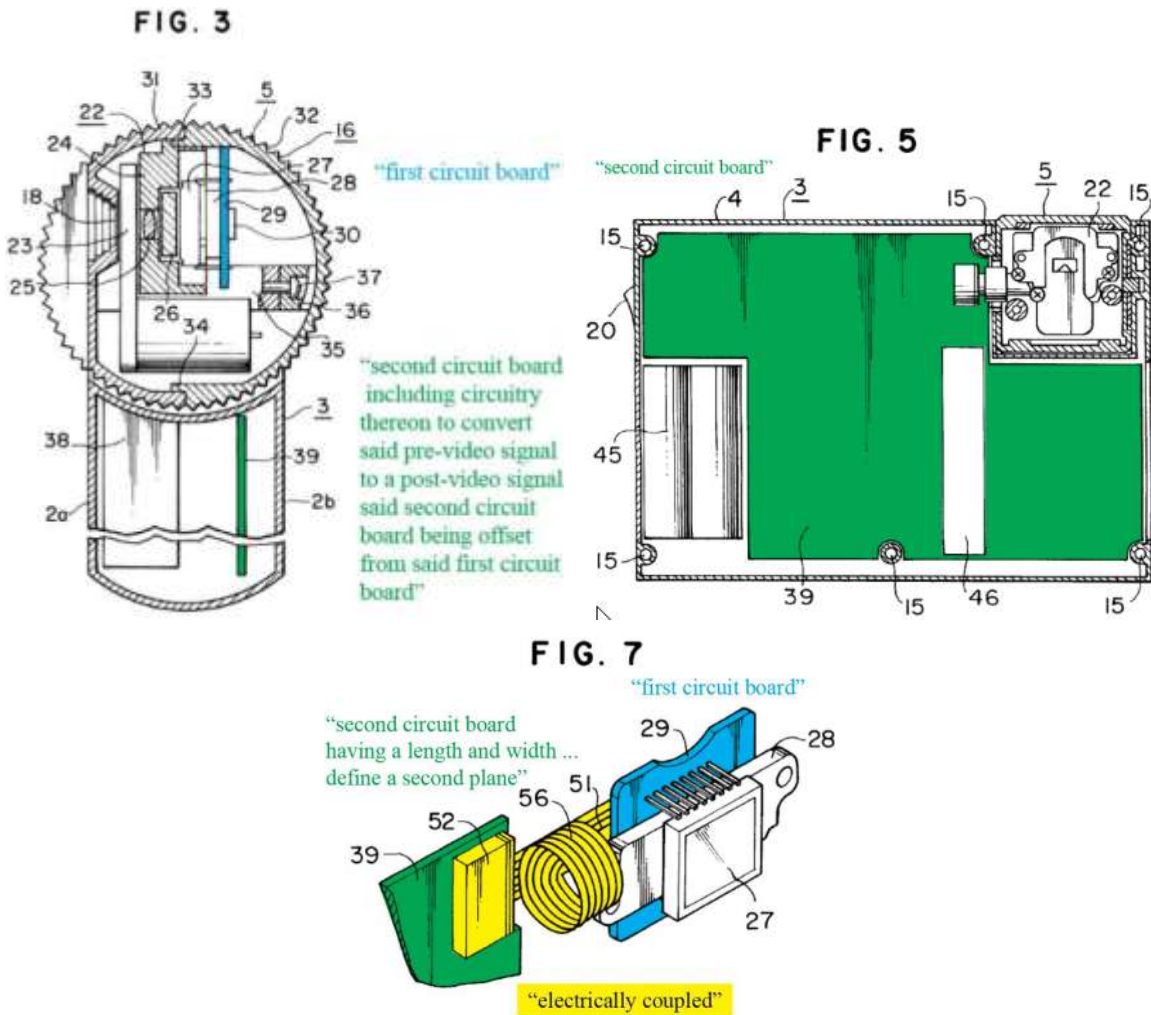 FIG. 3
31
33
5
32
22
16
24
27
28
18
29
23
30
25
37
26
34
36
35
3
38
39
2a
2b
“first circuit board”
“second circuit board
including circuitry
thereon to convert
said pre-video signal
to a post-video signal
said second circuit
board being offset
from said first circuit
board”
FIG. 5
“second circuit board”
4
3
15
5
22
15
15
20
45
15
39
15
46
15
FIG. 7
“first circuit board”
“second circuit board
having a length and width ...
define a second plane”
29
28
51
56
52
39
27
“electrically coupled”